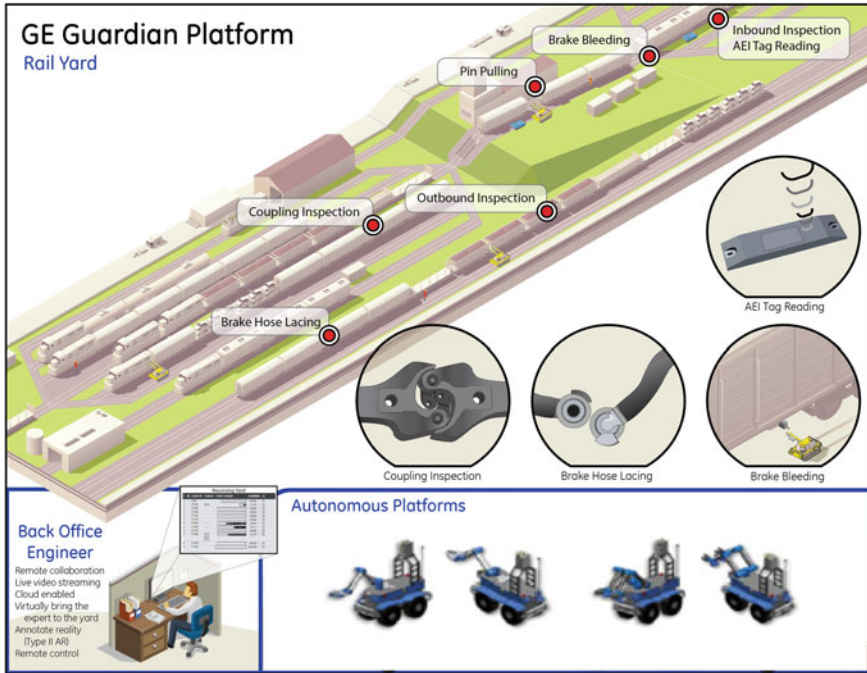 GE Guardian Platform
Rail Yard
Brake Bleeding
Inbound Inspection
AEI Tag Reading
Pin Pulling
Coupling Inspection
Outbound Inspection
Brake Hose Lacing
AEI Tag Reading
Coupling Inspection
Brake Hose Lacing
Brake Bleeding
Back Office
Engineer
Remote collaboration
Live video streaming
Cloud enabled
Virtually bring the
expert to the yard
Annotate reality
(Type II AR)
Remote control
Receiving Yard
Autonomous Platforms